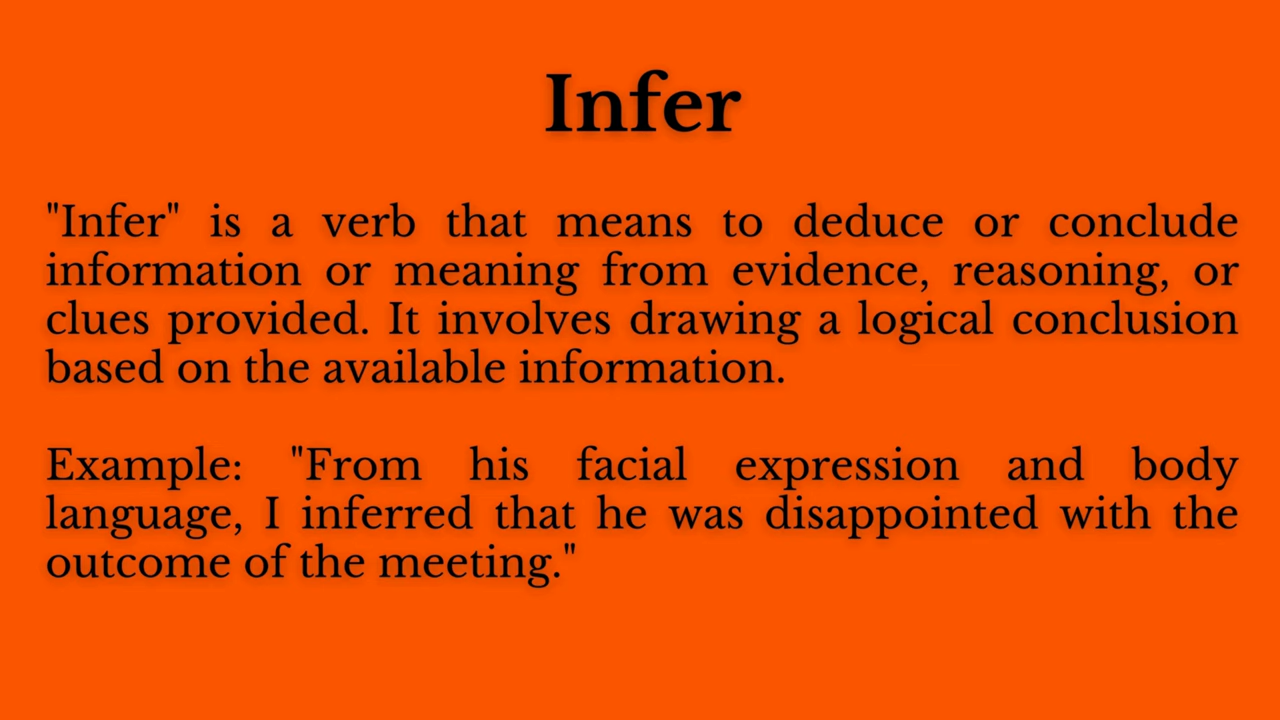 Infer
"Infer" is a verb that means to deduce or conclude
information or meaning from evidence, reasoning, or
clues provided. It involves drawing a logical conclusion
based on the available information.
Example: "From his facial expression and body
language, I inferred that he was disappointed with the
outcome of the meeting."